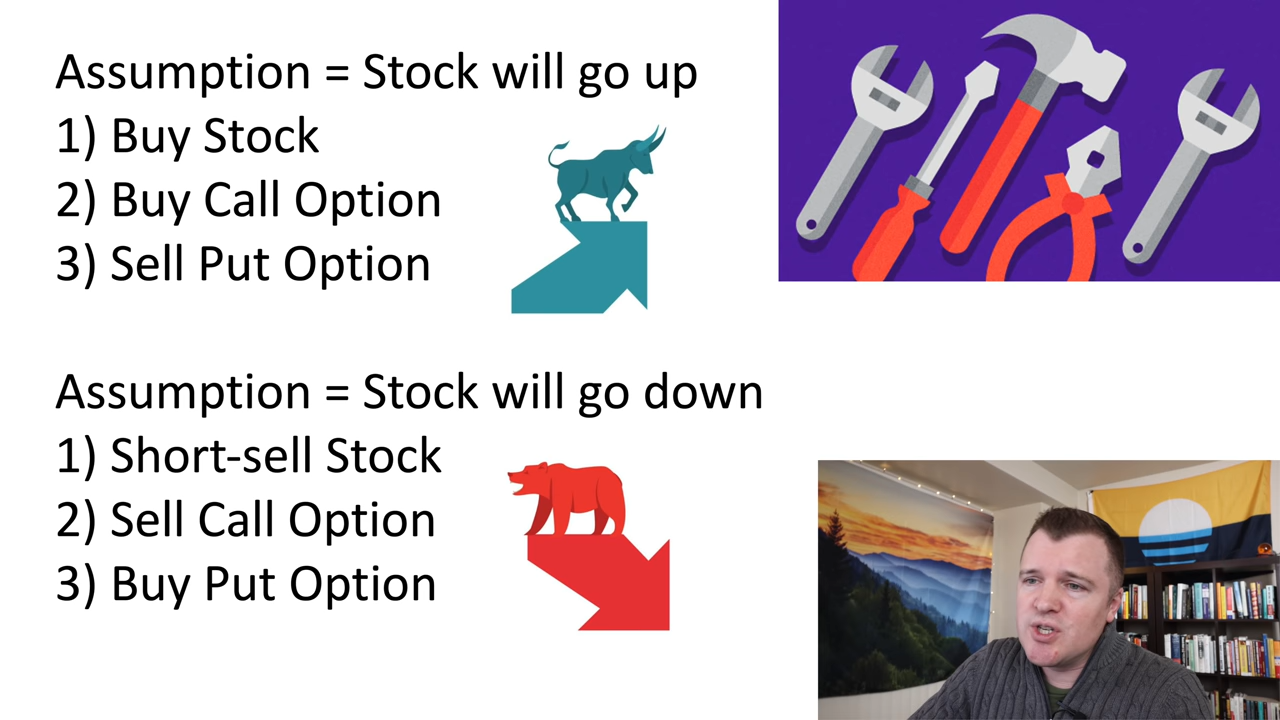 Assumption = Stock will go up
1) Buy Stock
2) Buy Call Option
3) Sell Put Option
Assumption = Stock will go down
1) Short-sell Stock
2) Sell Call Option
3) Buy Put Option